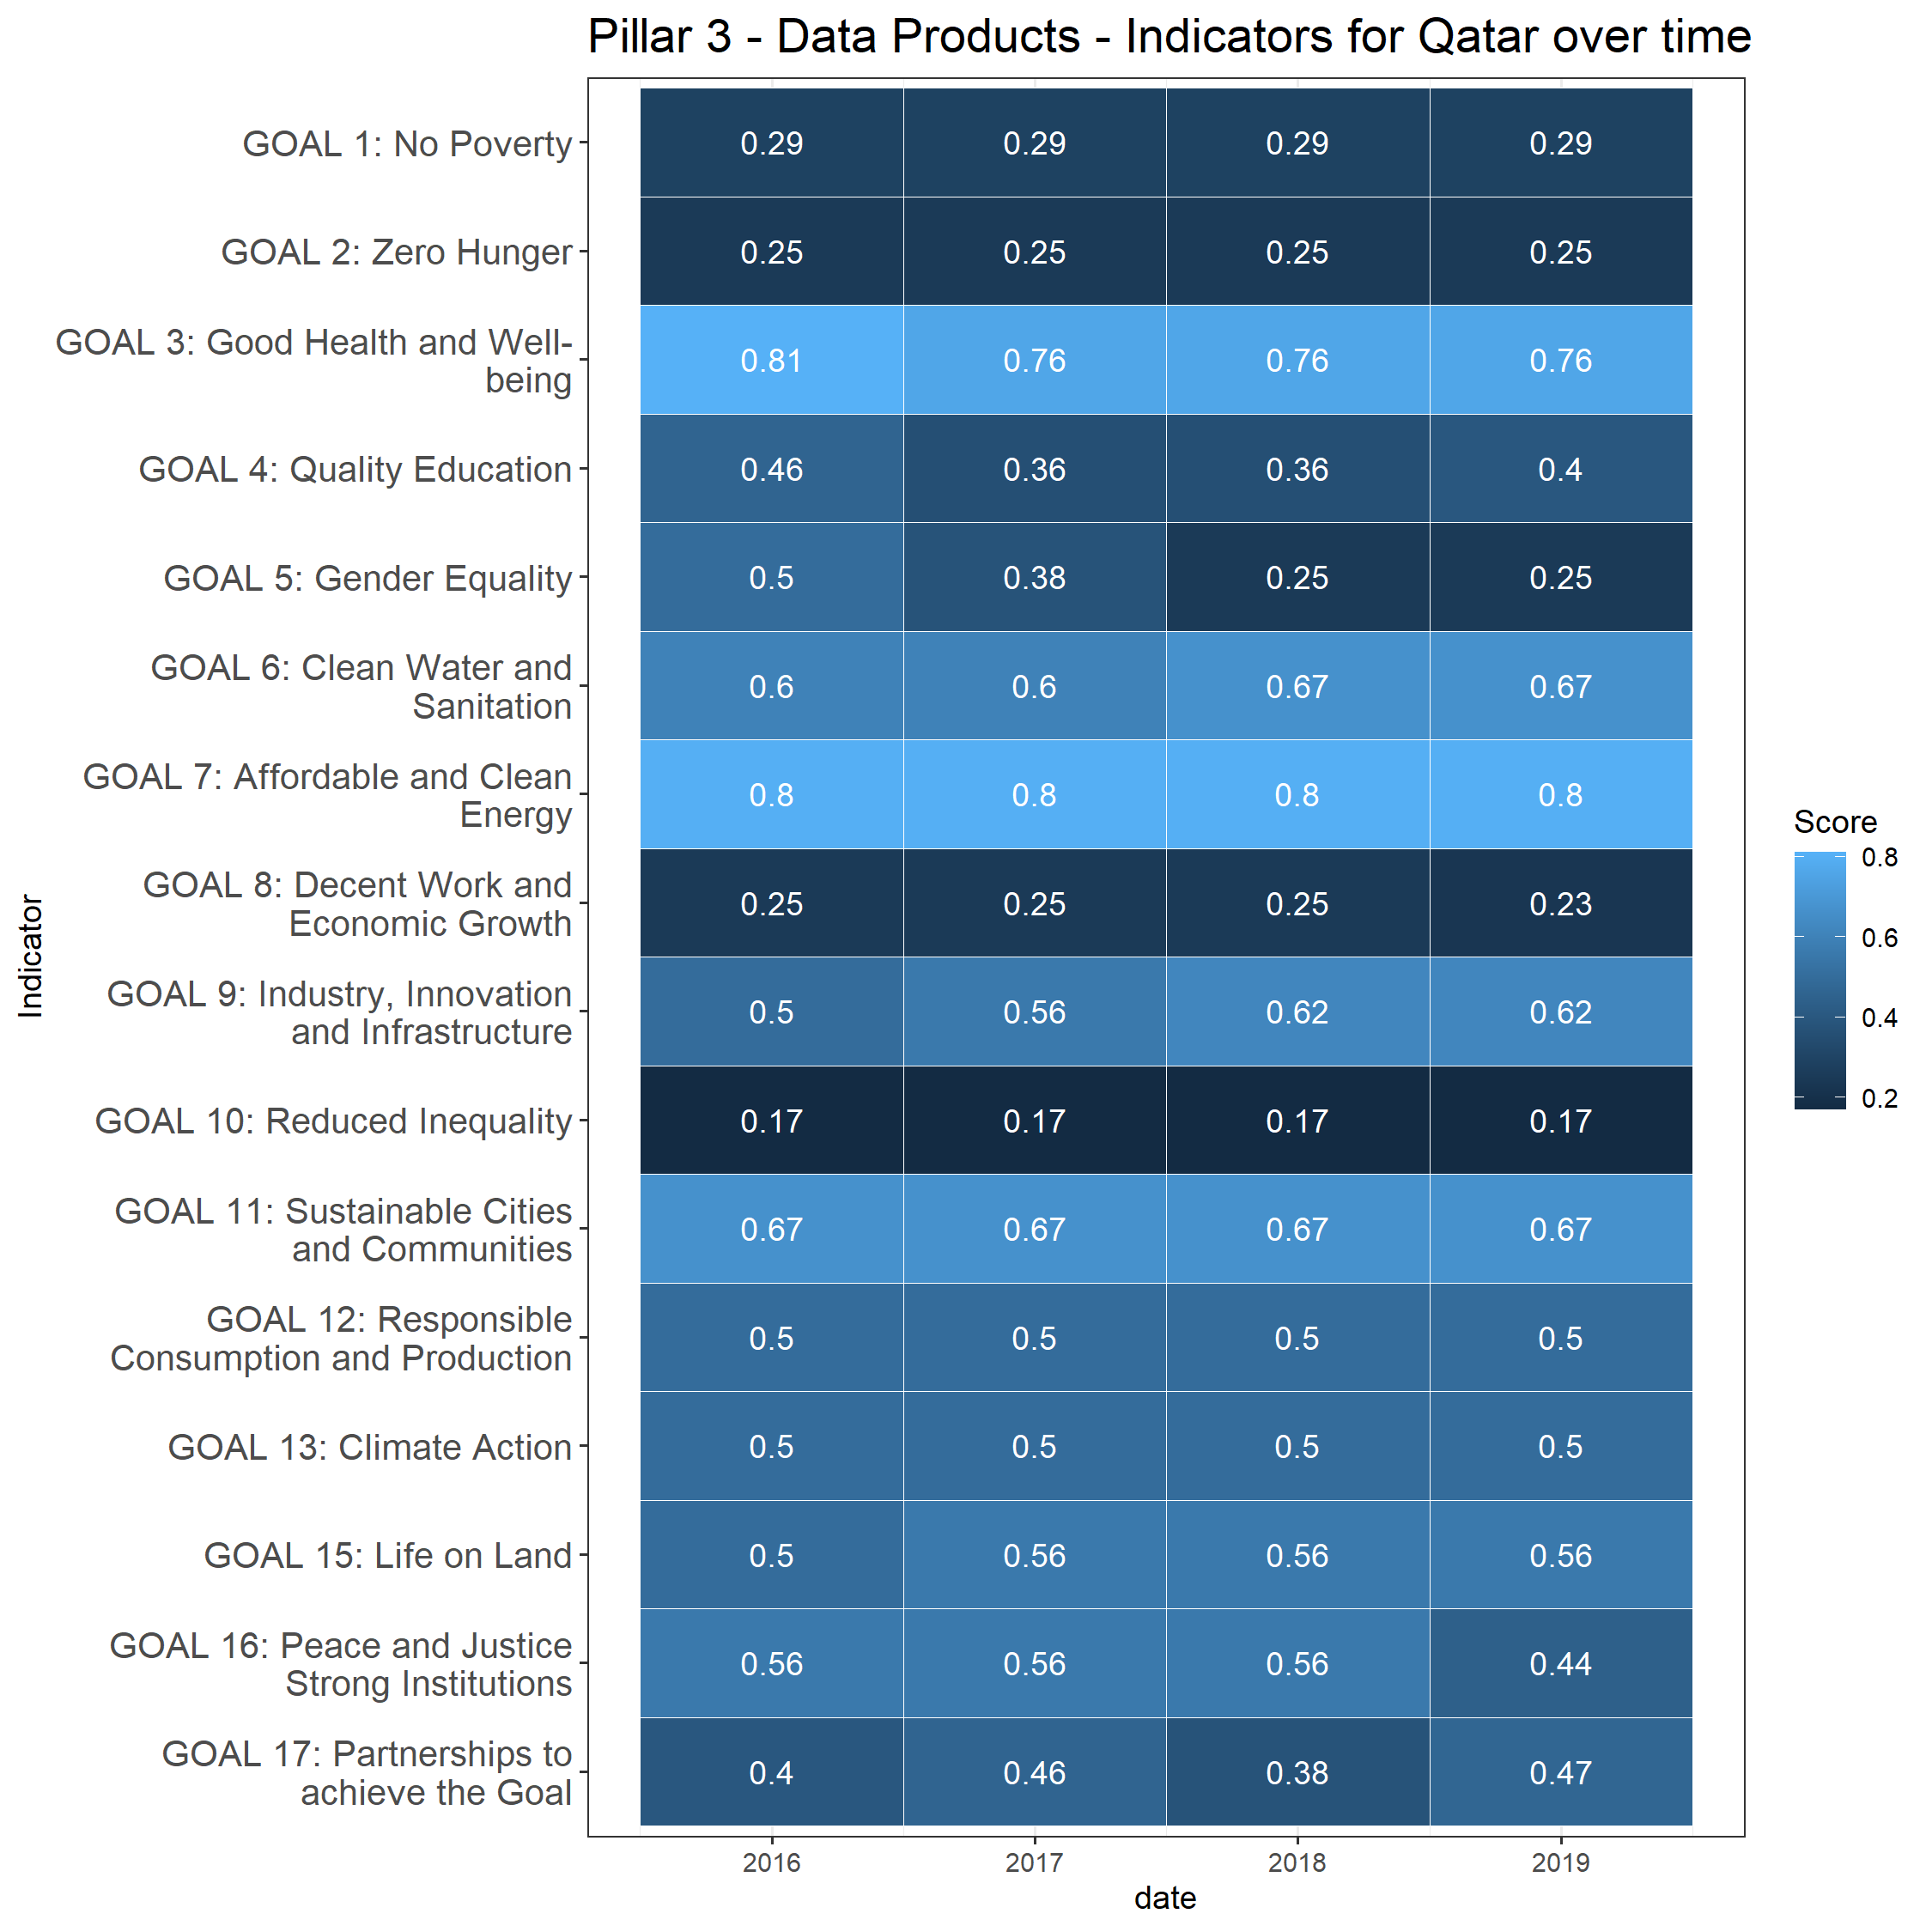 Pillar 3 - Data Products - Indicators for Qatar over time
GOAL 1: No Poverty
0.29 0.29 0.29 0.29
GOAL 2: Zero Hunger
0.25 0.25 0.25 0.25
GOAL 3: Good Health and Well-
being
0.81 0.76 0.76 0.76
GOAL 4: Quality Education
0.46 0.36 0.36 0.4
GOAL 5: Gender Equality
0.5 0.38 0.25 0.25
GOAL 6: Clean Water and
Sanitation
0.6 0.6 0.67 0.67
GOAL 7: Affordable and Clean
Energy
0.8 0.8 0.8 0.8
GOAL 8: Decent Work and
Economic Growth
0.25 0.25 0.25 0.23
GOAL 9: Industry, Innovation
and Infrastructure
0.5 0.56 0.62 0.62
GOAL 10: Reduced Inequality
0.17 0.17 0.17 0.17
GOAL 11: Sustainable Cities
and Communities
0.67 0.67 0.67 0.67
GOAL 12: Responsible
Consumption and Production
0.5 0.5 0.5 0.5
GOAL 13: Climate Action
0.5 0.5 0.5 0.5
GOAL 15: Life on Land
0.5 0.56 0.56 0.56
GOAL 16: Peace and Justice
Strong Institutions
0.56 0.56 0.56 0.44
GOAL 17: Partnerships to
achieve the Goal
0.4 0.46 0.38 0.47
2016 2017 2018 2019
date
Indicator
Score
0.8
0.6
0.4
0.2